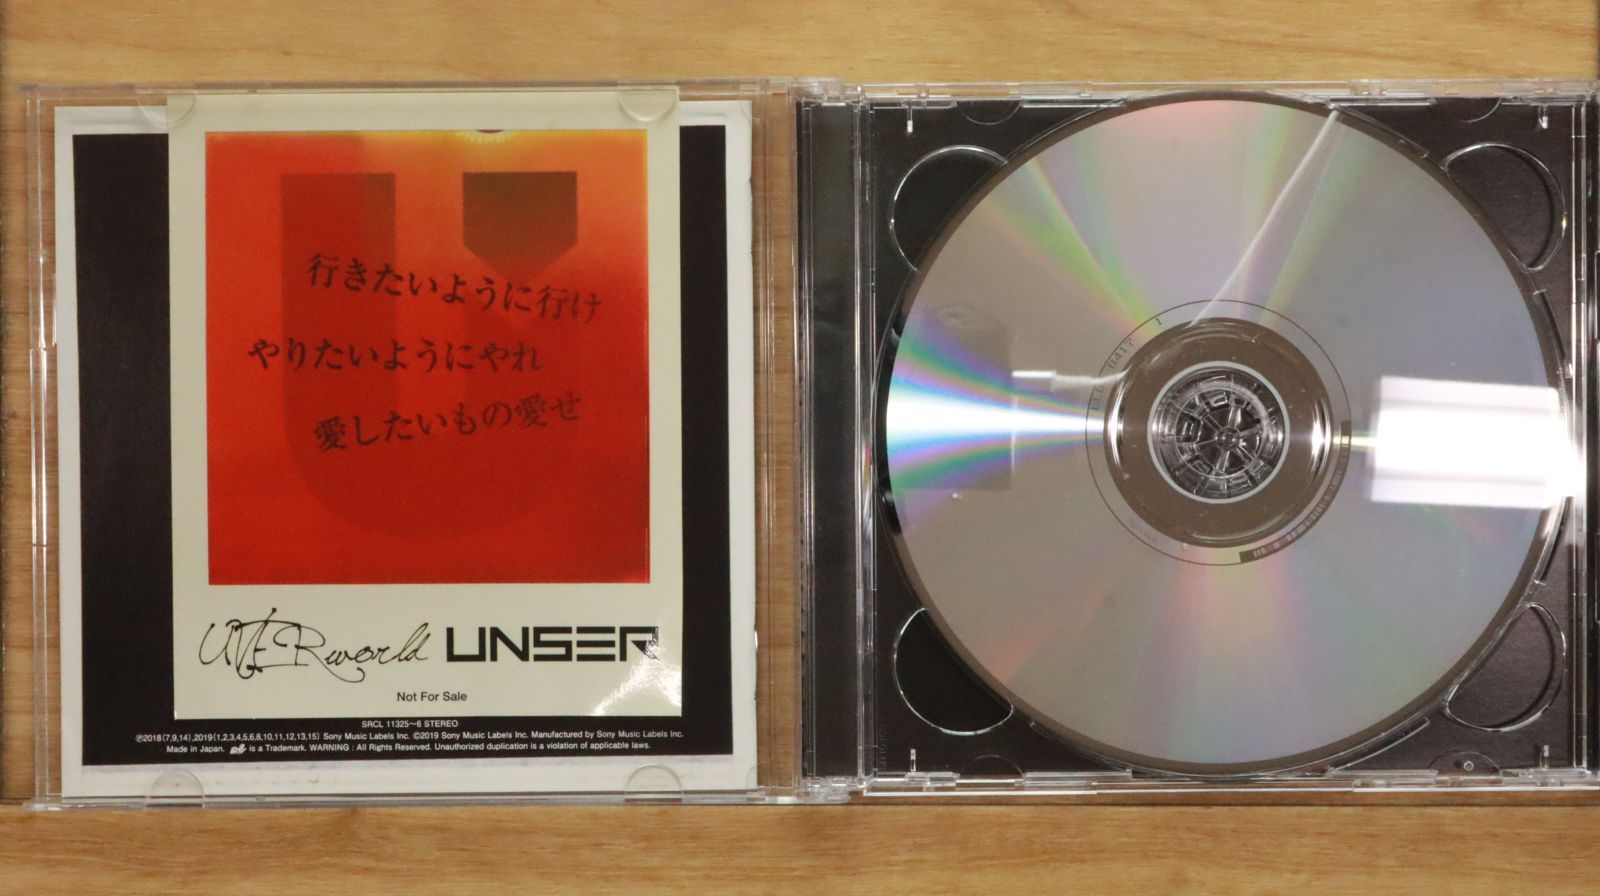 行きたいように行け
やりたいようにやれ
愛したいもの愛せ
UVERworld UNSER
Not For Sale
SRCL 11325~6 STEREO
℗2018(7,9,14),2019(1,2,3,4,5,6,8,10,11,12,13,15) Sony Music Labels Inc. ©2019 Sony Music Labels Inc. Manufactured by Sony Music Labels Inc.
Made in Japan. is a Trademark. WARNING : All Rights Reserved. Unauthorized duplication is a violation of applicable laws.